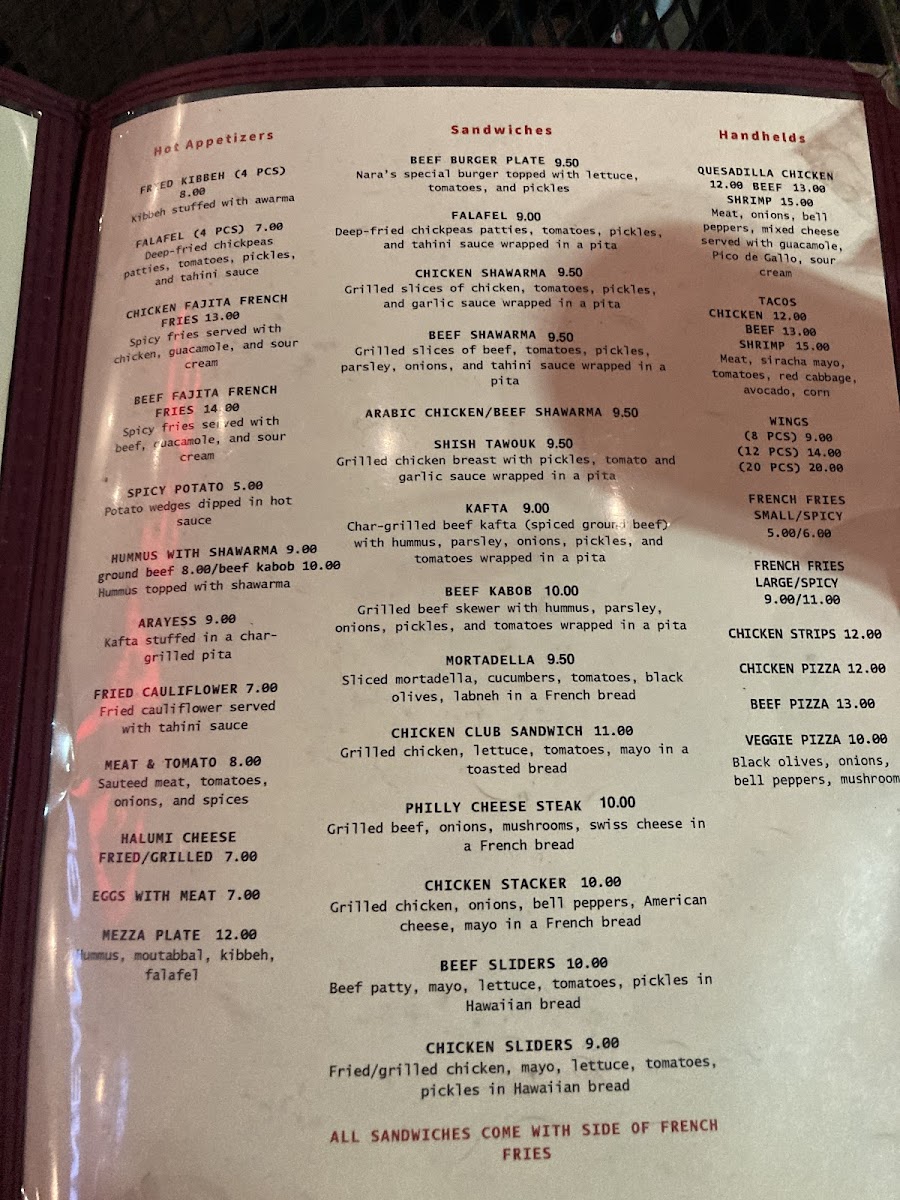 Hot Appetizers
FRIED KIBBEH (4 PCS)
8.00
Kibbeh stuffed with awarma
FALAFEL (4 PCS) 7.00
Deep-fried chickpeas
patties, tomatoes, pickles,
and tahini sauce
CHICKEN FAJITA FRENCH
FRIES 13.00
Spicy fries served with
chicken, guacamole, and sour
cream
BEEF FAJITA FRENCH
FRIES 14.00
Spicy fries served with
beef, guacamole, and sour
cream
SPICY POTATO 5.00
Potato wedges dipped in hot
sauce
HUMMUS WITH SHAWARMA 9.00
ground beef 8.00/beef kabob 10.00
Hummus topped with shawarma
ARAYESS 9.00
Kafta stuffed in a char-
grilled pita
FRIED CAULIFLOWER 7.00
Fried cauliflower served
with tahini sauce
MEAT & TOMATO 8.00
Sauteed meat, tomatoes,
onions, and spices
HALUMI CHEESE
FRIED/GRILLED 7.00
EGGS WITH MEAT 7.00
MEZZA PLATE 12.00
Hummus, moutabbal, kibbeh,
falafel
Sandwiches
BEEF BURGER PLATE 9.50
Nara's special burger topped with lettuce,
tomatoes, and pickles
FALAFEL 9.00
Deep-fried chickpeas patties, tomatoes, pickles,
and tahini sauce wrapped in a pita
CHICKEN SHAWARMA 9.50
Grilled slices of chicken, tomatoes, pickles,
and garlic sauce wrapped in a pita
BEEF SHAWARMA 9.50
Grilled slices of beef, tomatoes, pickles,
parsley, onions, and tahini sauce wrapped in a
pita
ARABIC CHICKEN/BEEF SHAWARMA 9.50
SHISH TAWOUK 9.50
Grilled chicken breast with pickles, tomato and
garlic sauce wrapped in a pita
KAFTA 9.00
Char-grilled beef kafta (spiced ground beef)
with hummus, parsley, onions, pickles, and
tomatoes wrapped in a pita
BEEF KABOB 10.00
Grilled beef skewer with hummus, parsley,
onions, pickles, and tomatoes wrapped in a pita
MORTADELLA 9.50
Sliced mortadella, cucumbers, tomatoes, black
olives, labneh in a French bread
CHICKEN CLUB SANDWICH 11.00
Grilled chicken, lettuce, tomatoes, mayo in a
toasted bread
PHILLY CHEESE STEAK 10.00
Grilled beef, onions, mushrooms, swiss cheese in
a French bread
CHICKEN STACKER 10.00
Grilled chicken, onions, bell peppers, American
cheese, mayo in a French bread
BEEF SLIDERS 10.00
Beef patty, mayo, lettuce, tomatoes, pickles in
Hawaiian bread
CHICKEN SLIDERS 9.00
Fried/grilled chicken, mayo, lettuce, tomatoes,
pickles in Hawaiian bread
ALL SANDWICHES COME WITH SIDE OF FRENCH
FRIES
Handhelds
QUESADILLA CHICKEN
12.00 BEEF 13.00
SHRIMP 15.00
Meat, onions, bell
peppers, mixed cheese
served with guacamole,
Pico de Gallo, sour
cream
TACOS
CHICKEN 12.00
BEEF 13.00
SHRIMP 15.00
Meat, siracha mayo,
tomatoes, red cabbage,
avocado, corn
WINGS
(8 PCS) 9.00
(12 PCS) 14.00
(20 PCS) 20.00
FRENCH FRIES
SMALL/SPICY
5.00/6.00
FRENCH FRIES
LARGE/SPICY
9.00/11.00
CHICKEN STRIPS 12.00
CHICKEN PIZZA 12.00
BEEF PIZZA 13.00
VEGGIE PIZZA 10.00
Black olives, onions,
bell peppers, mushroom